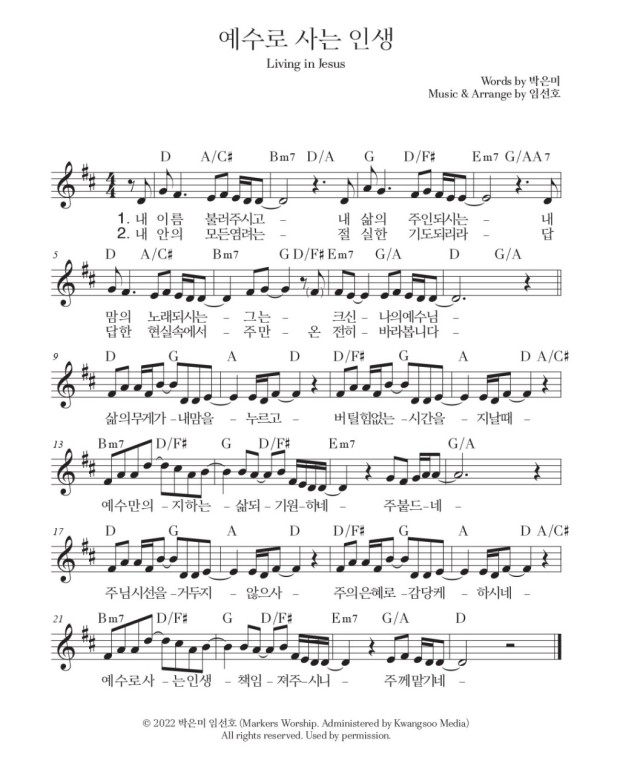 예수로 사는 인생
Living in Jesus
Words by 박은미
Music & Arrange by 임선호
D A/C♯ Bm7 D/A G D/F♯ Em7 G/A A7
1. 내 이름 불러주시고 - 내 삶의 주인되시는 - 내
2. 내 안의 모든염려는 - 절 실한 기도되리라 - 답
5
D A/C♯ Bm7 G D/F♯ Em7 G/A D G/A
맘의 노래되시는 - 그는 - 크신 - 나의예수님 -
답한 현실속에서 - 주만 - 온 전히 - 바라봅니다 -
9
D G A D D/F♯ G A D A/C♯
삶의무게가 - 내맘을 - 누르고 - 버틸힘없는 - 시간을 - 지날때 -
13
Bm7 D/F♯ G D/F♯ Em7 G/A
예수만의 - 지하는 - 삶되 - 기원 - 하네 - 주붙드 - 네 -
17
D G A D D/F♯ G A D A/C♯
주님시선을 - 거두지 - 않으사 - 주의은혜로 - 감당케 - 하시네 -
21
Bm7 D/F♯ G D/F♯ Em7 G/A D
예수로사 - 는인생 - 책임 - 져주 - 시니 - 주께맡기네 -
© 2022 박은미 임선호 (Markers Worship. Administered by Kwangsoo Media)
All rights reserved. Used by permission.